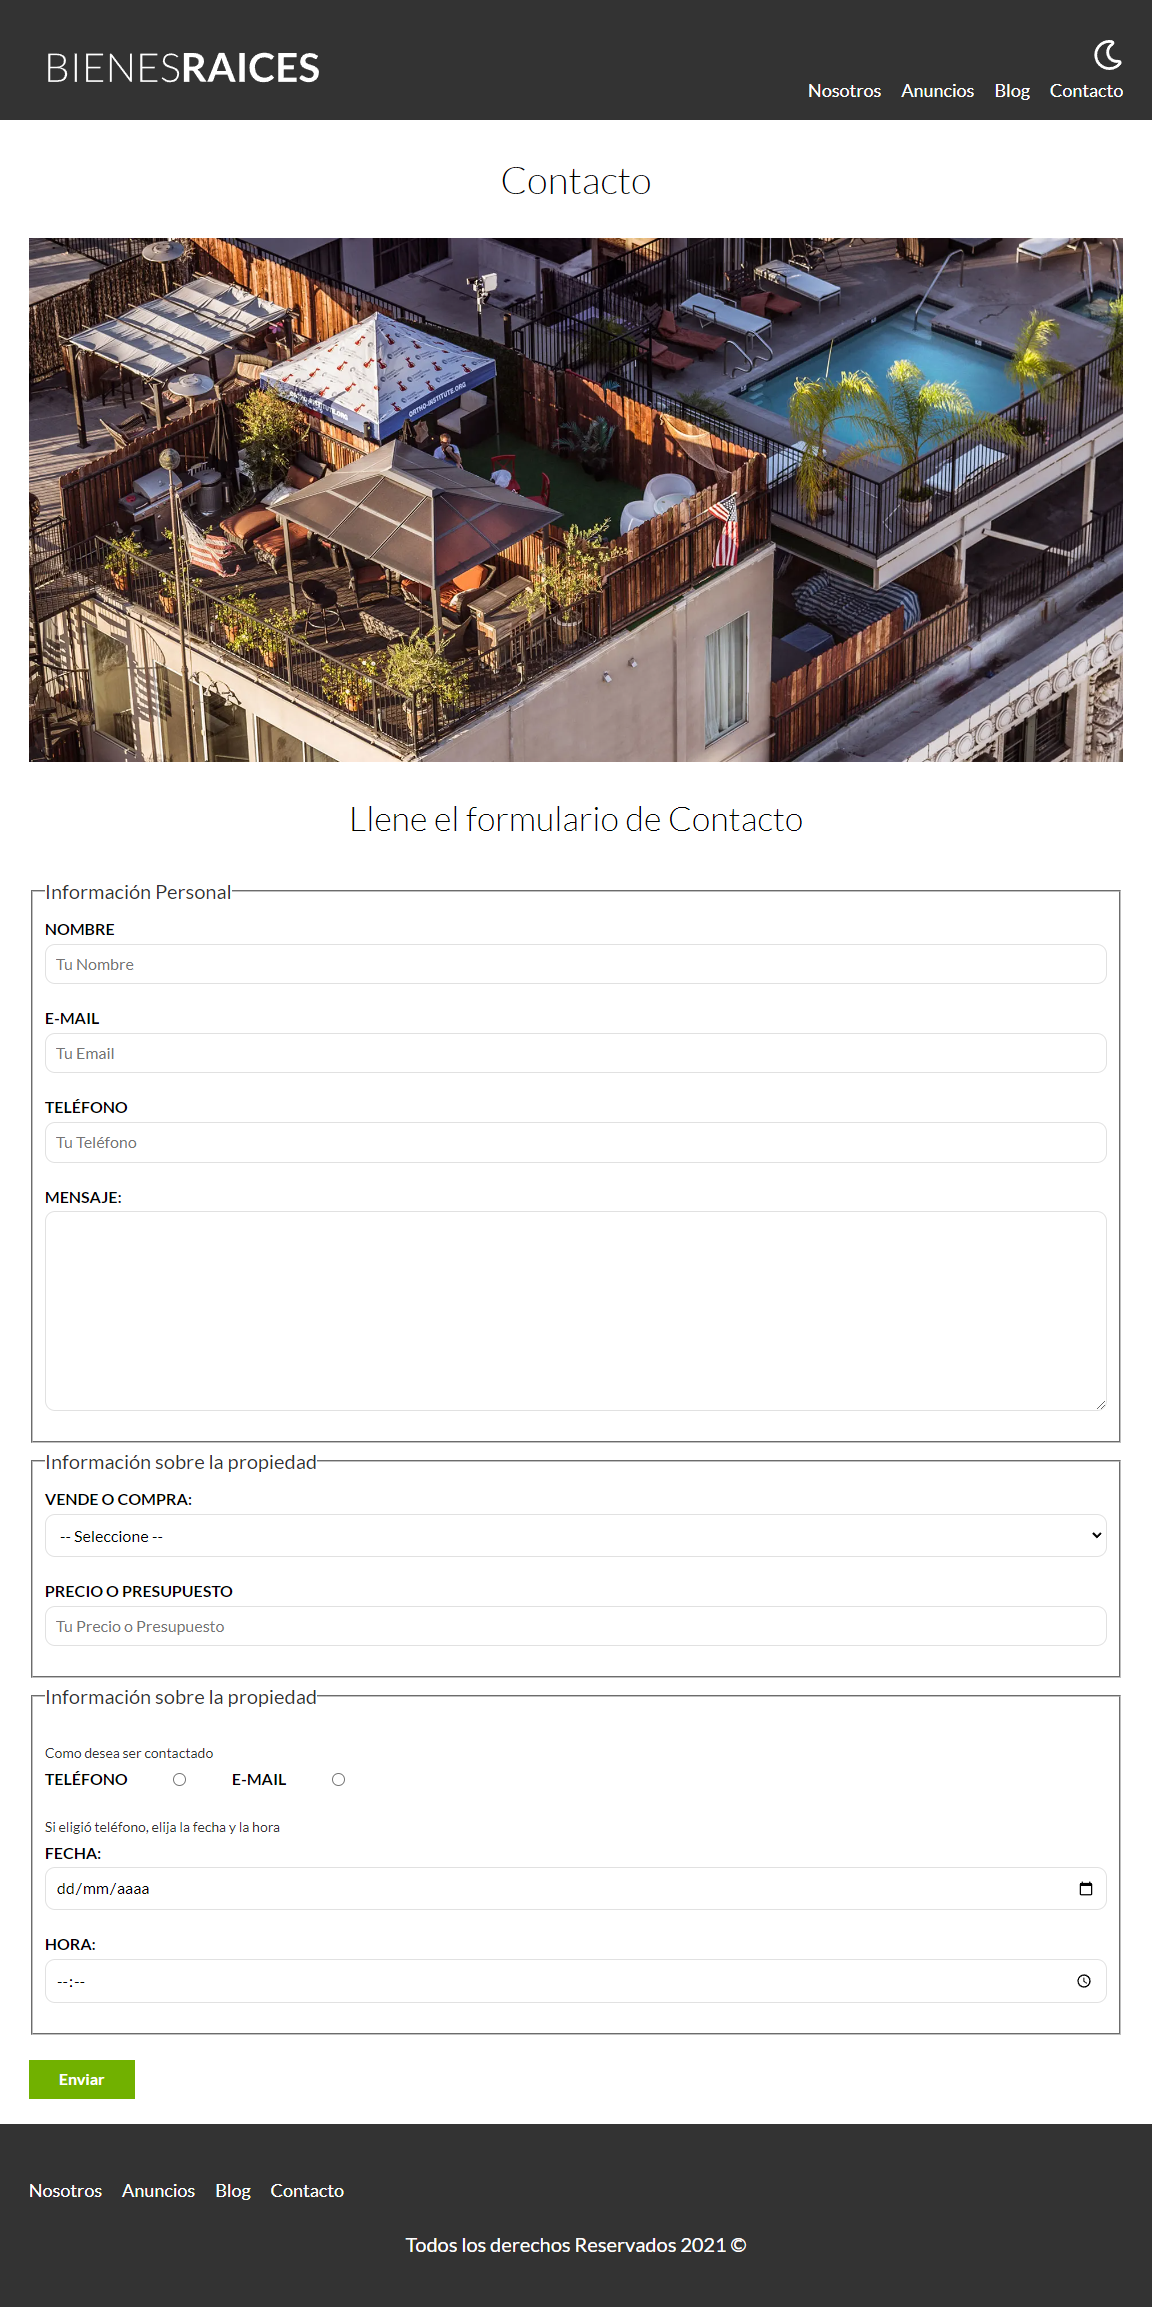 BIENESRAICES
Nosotros Anuncios Blog Contacto
Contacto
ORTHO-INSTITUTE.ORG
Llene el formulario de Contacto
Información Personal
NOMBRE
Tu Nombre
E-MAIL
Tu Email
TELÉFONO
Tu Teléfono
MENSAJE:
Información sobre la propiedad
VENDE O COMPRA:
-- Seleccione --
PRECIO O PRESUPUESTO
Tu Precio o Presupuesto
Información sobre la propiedad
Como desea ser contactado
TELÉFONO E-MAIL
Si eligió teléfono, elija la fecha y la hora
FECHA:
dd/mm/aaaa
HORA:
--:--
Enviar
Nosotros Anuncios Blog Contacto
Todos los derechos Reservados 2021 ©